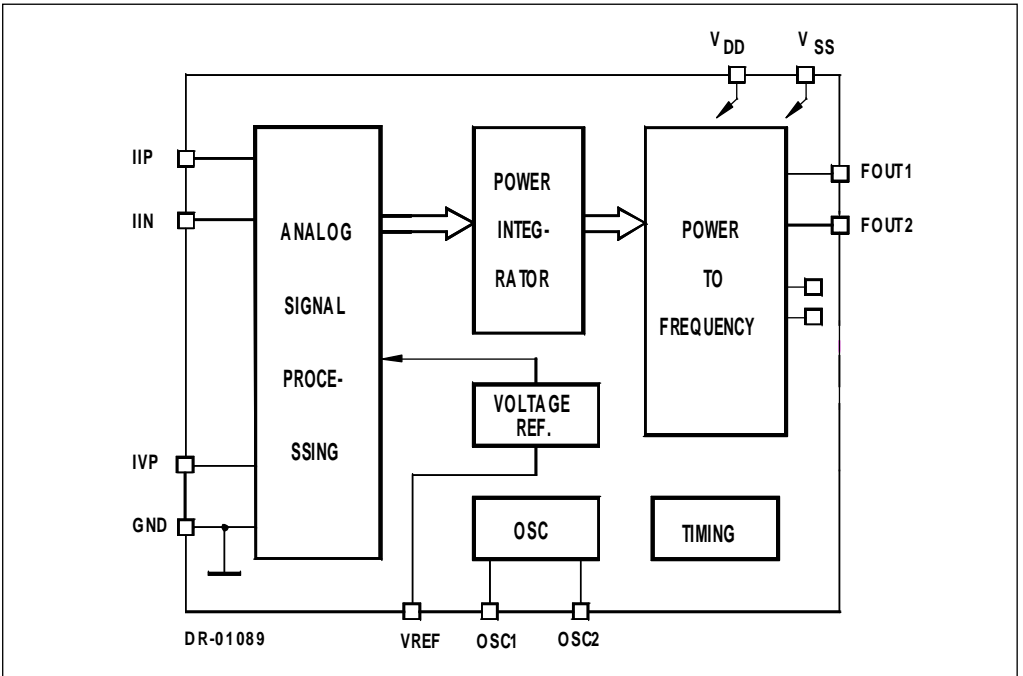 V DD
V SS
IIP
IIN
IVP
GND
ANALOG
SIGNAL
PROCE-
SSING
POWER
INTEG-
RATOR
POWER
TO
FREQUENCY
FOUT1
FOUT2
VOLTAGE
REF.
OSC
TIMING
DR-01089
VREF
OSC1
OSC2